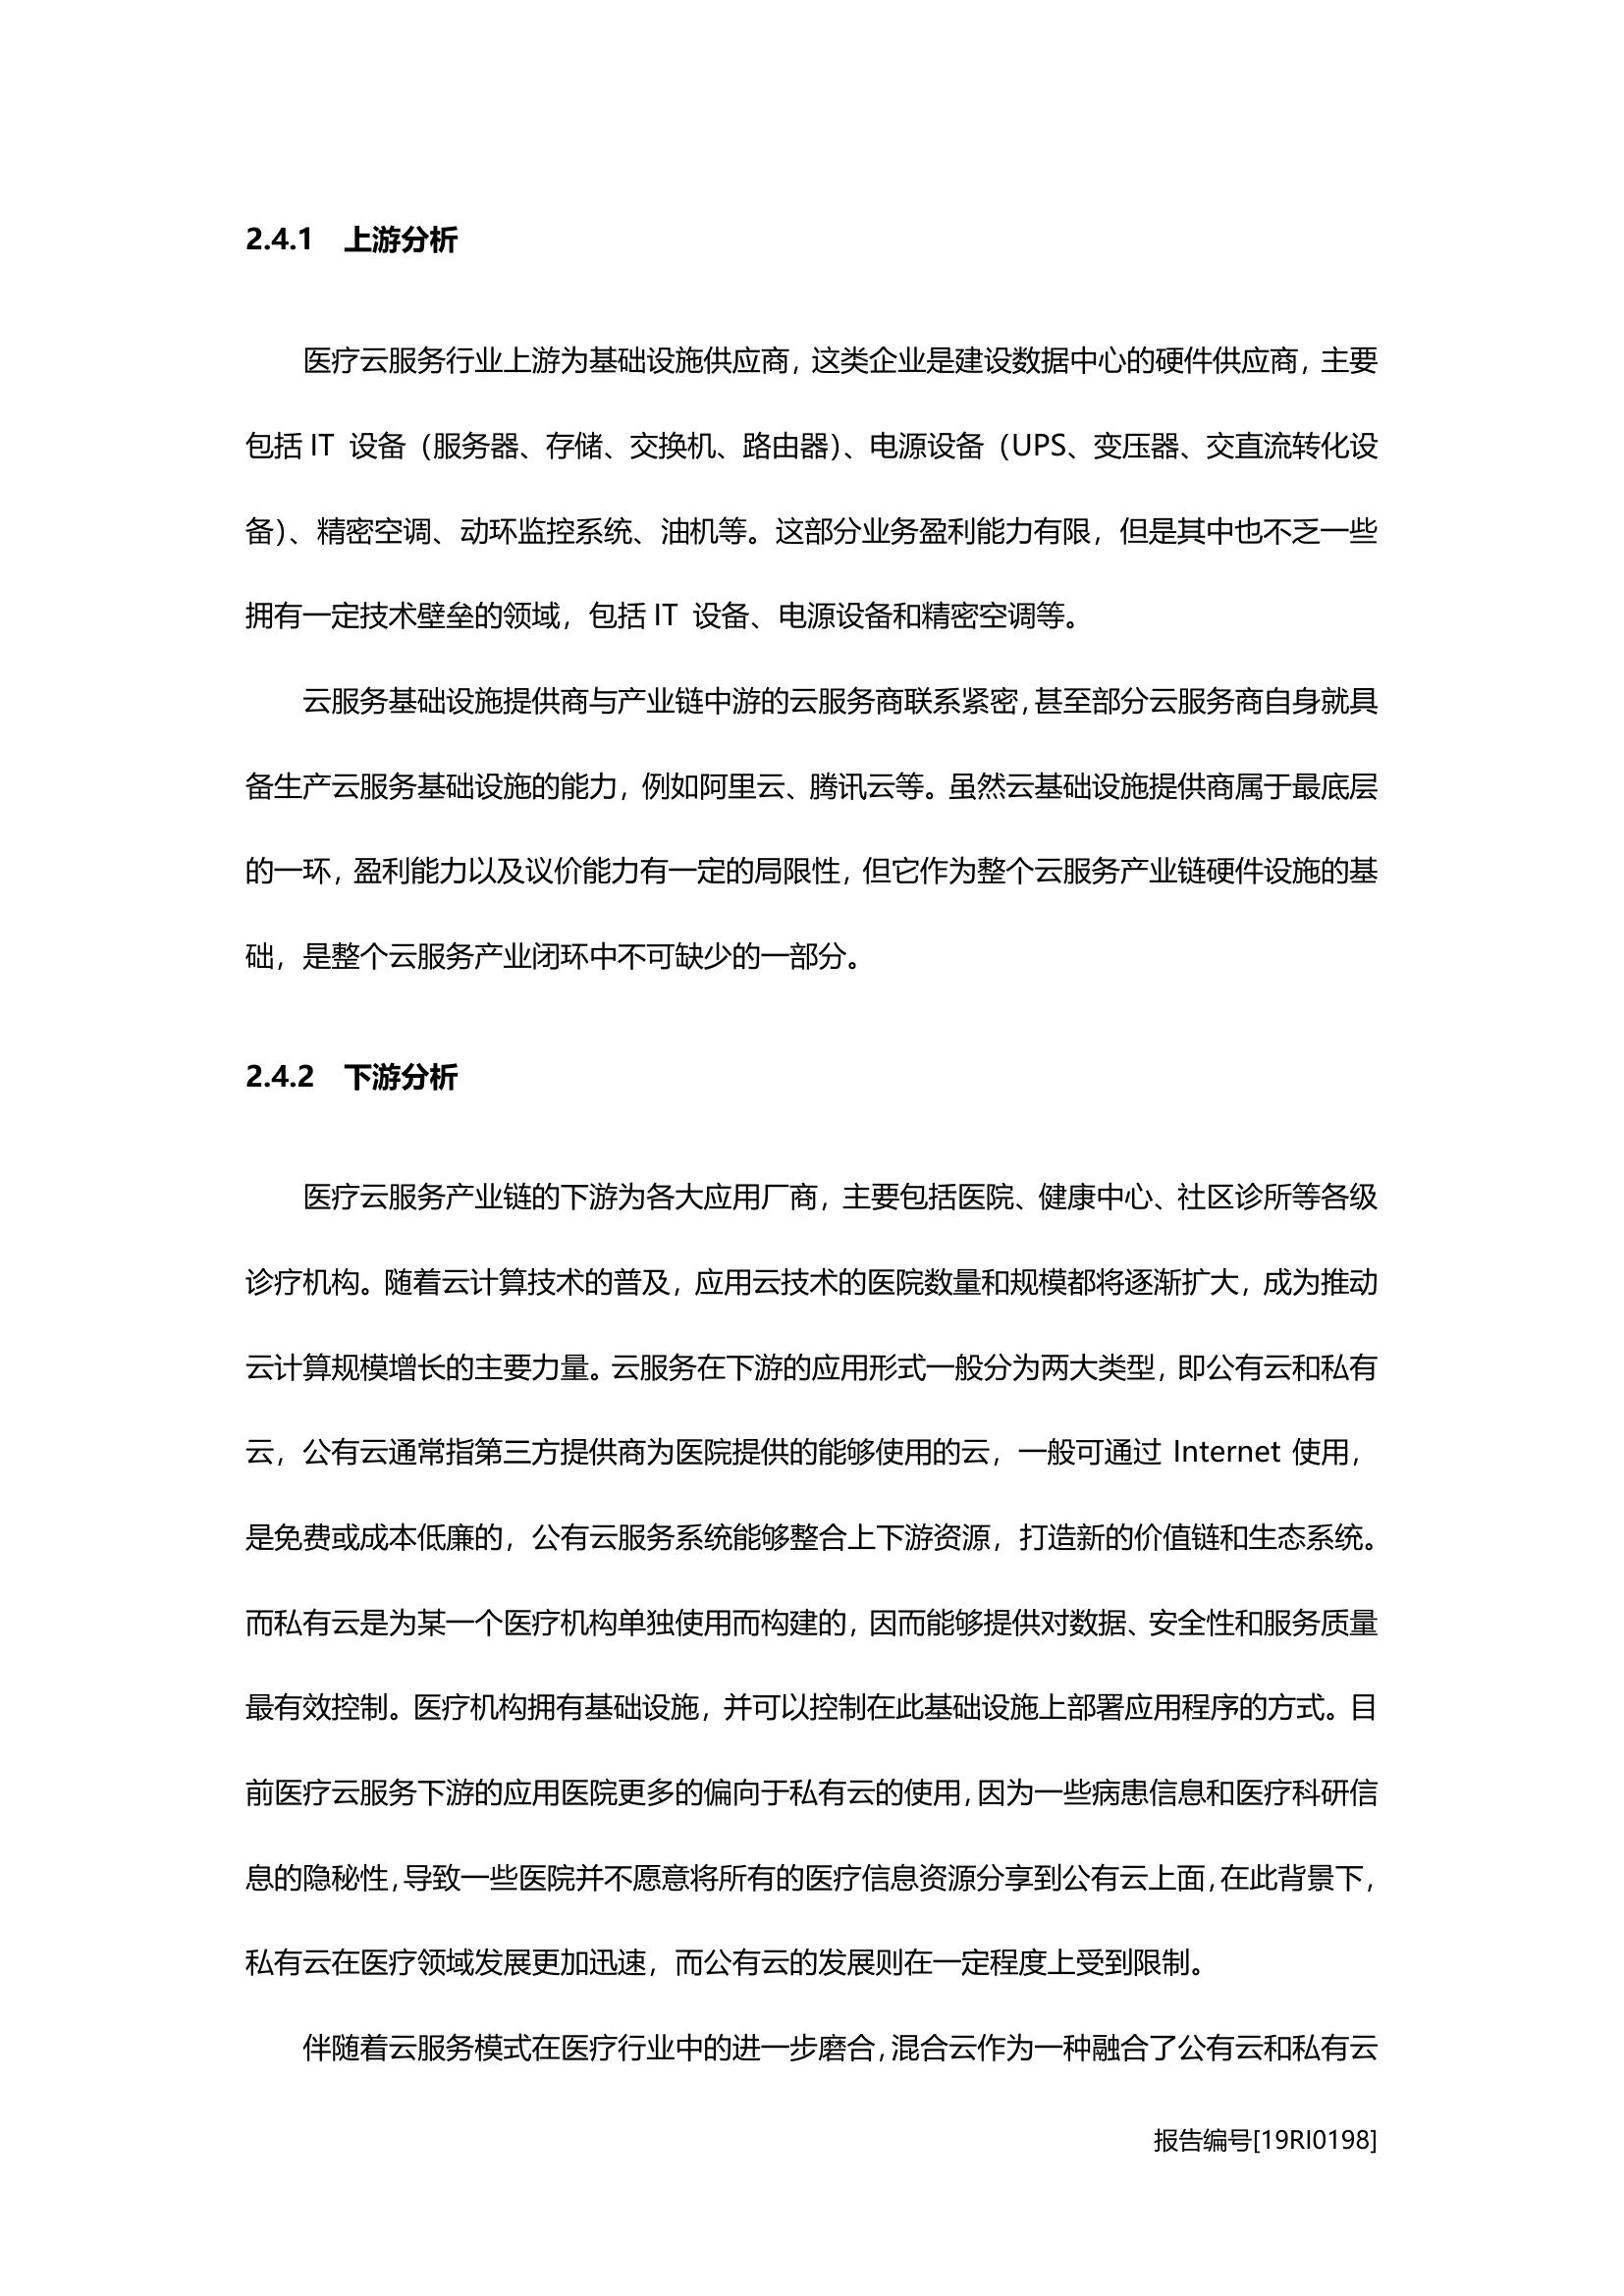 2.4.1 上游分析
医疗云服务行业上游为基础设施供应商，这类企业是建设数据中心的硬件供应商，主要
包括 IT 设备（服务器、存储、交换机、路由器）、电源设备（UPS、变压器、交直流转化设
备）、精密空调、动环监控系统、油机等。这部分业务盈利能力有限，但是其中也不乏一些
拥有一定技术壁垒的领域，包括 IT 设备、电源设备和精密空调等。
云服务基础设施提供商与产业链中游的云服务商联系紧密，甚至部分云服务商自身就具
备生产云服务基础设施的能力，例如阿里云、腾讯云等。虽然云基础设施提供商属于最底层
的一环，盈利能力以及议价能力有一定的局限性，但它作为整个云服务产业链硬件设施的基
础，是整个云服务产业闭环中不可缺少的一部分。
2.4.2 下游分析
医疗云服务产业链的下游为各大应用厂商，主要包括医院、健康中心、社区诊所等各级
诊疗机构。随着云计算技术的普及，应用云技术的医院数量和规模都将逐渐扩大，成为推动
云计算规模增长的主要力量。云服务在下游的应用形式一般分为两大类型，即公有云和私有
云，公有云通常指第三方提供商为医院提供的能够使用的云，一般可通过 Internet 使用，
是免费或成本低廉的，公有云服务系统能够整合上下游资源，打造新的价值链和生态系统。
而私有云是为某一个医疗机构单独使用而构建的，因而能够提供对数据、安全性和服务质量
最有效控制。医疗机构拥有基础设施，并可以控制在此基础设施上部署应用程序的方式。目
前医疗云服务下游的应用医院更多的偏向于私有云的使用，因为一些病患信息和医疗科研信
息的隐秘性，导致一些医院并不愿意将所有的医疗信息资源分享到公有云上面，在此背景下，
私有云在医疗领域发展更加迅速，而公有云的发展则在一定程度上受到限制。
伴随着云服务模式在医疗行业中的进一步磨合，混合云作为一种融合了公有云和私有云
报告编号[19RI0198]